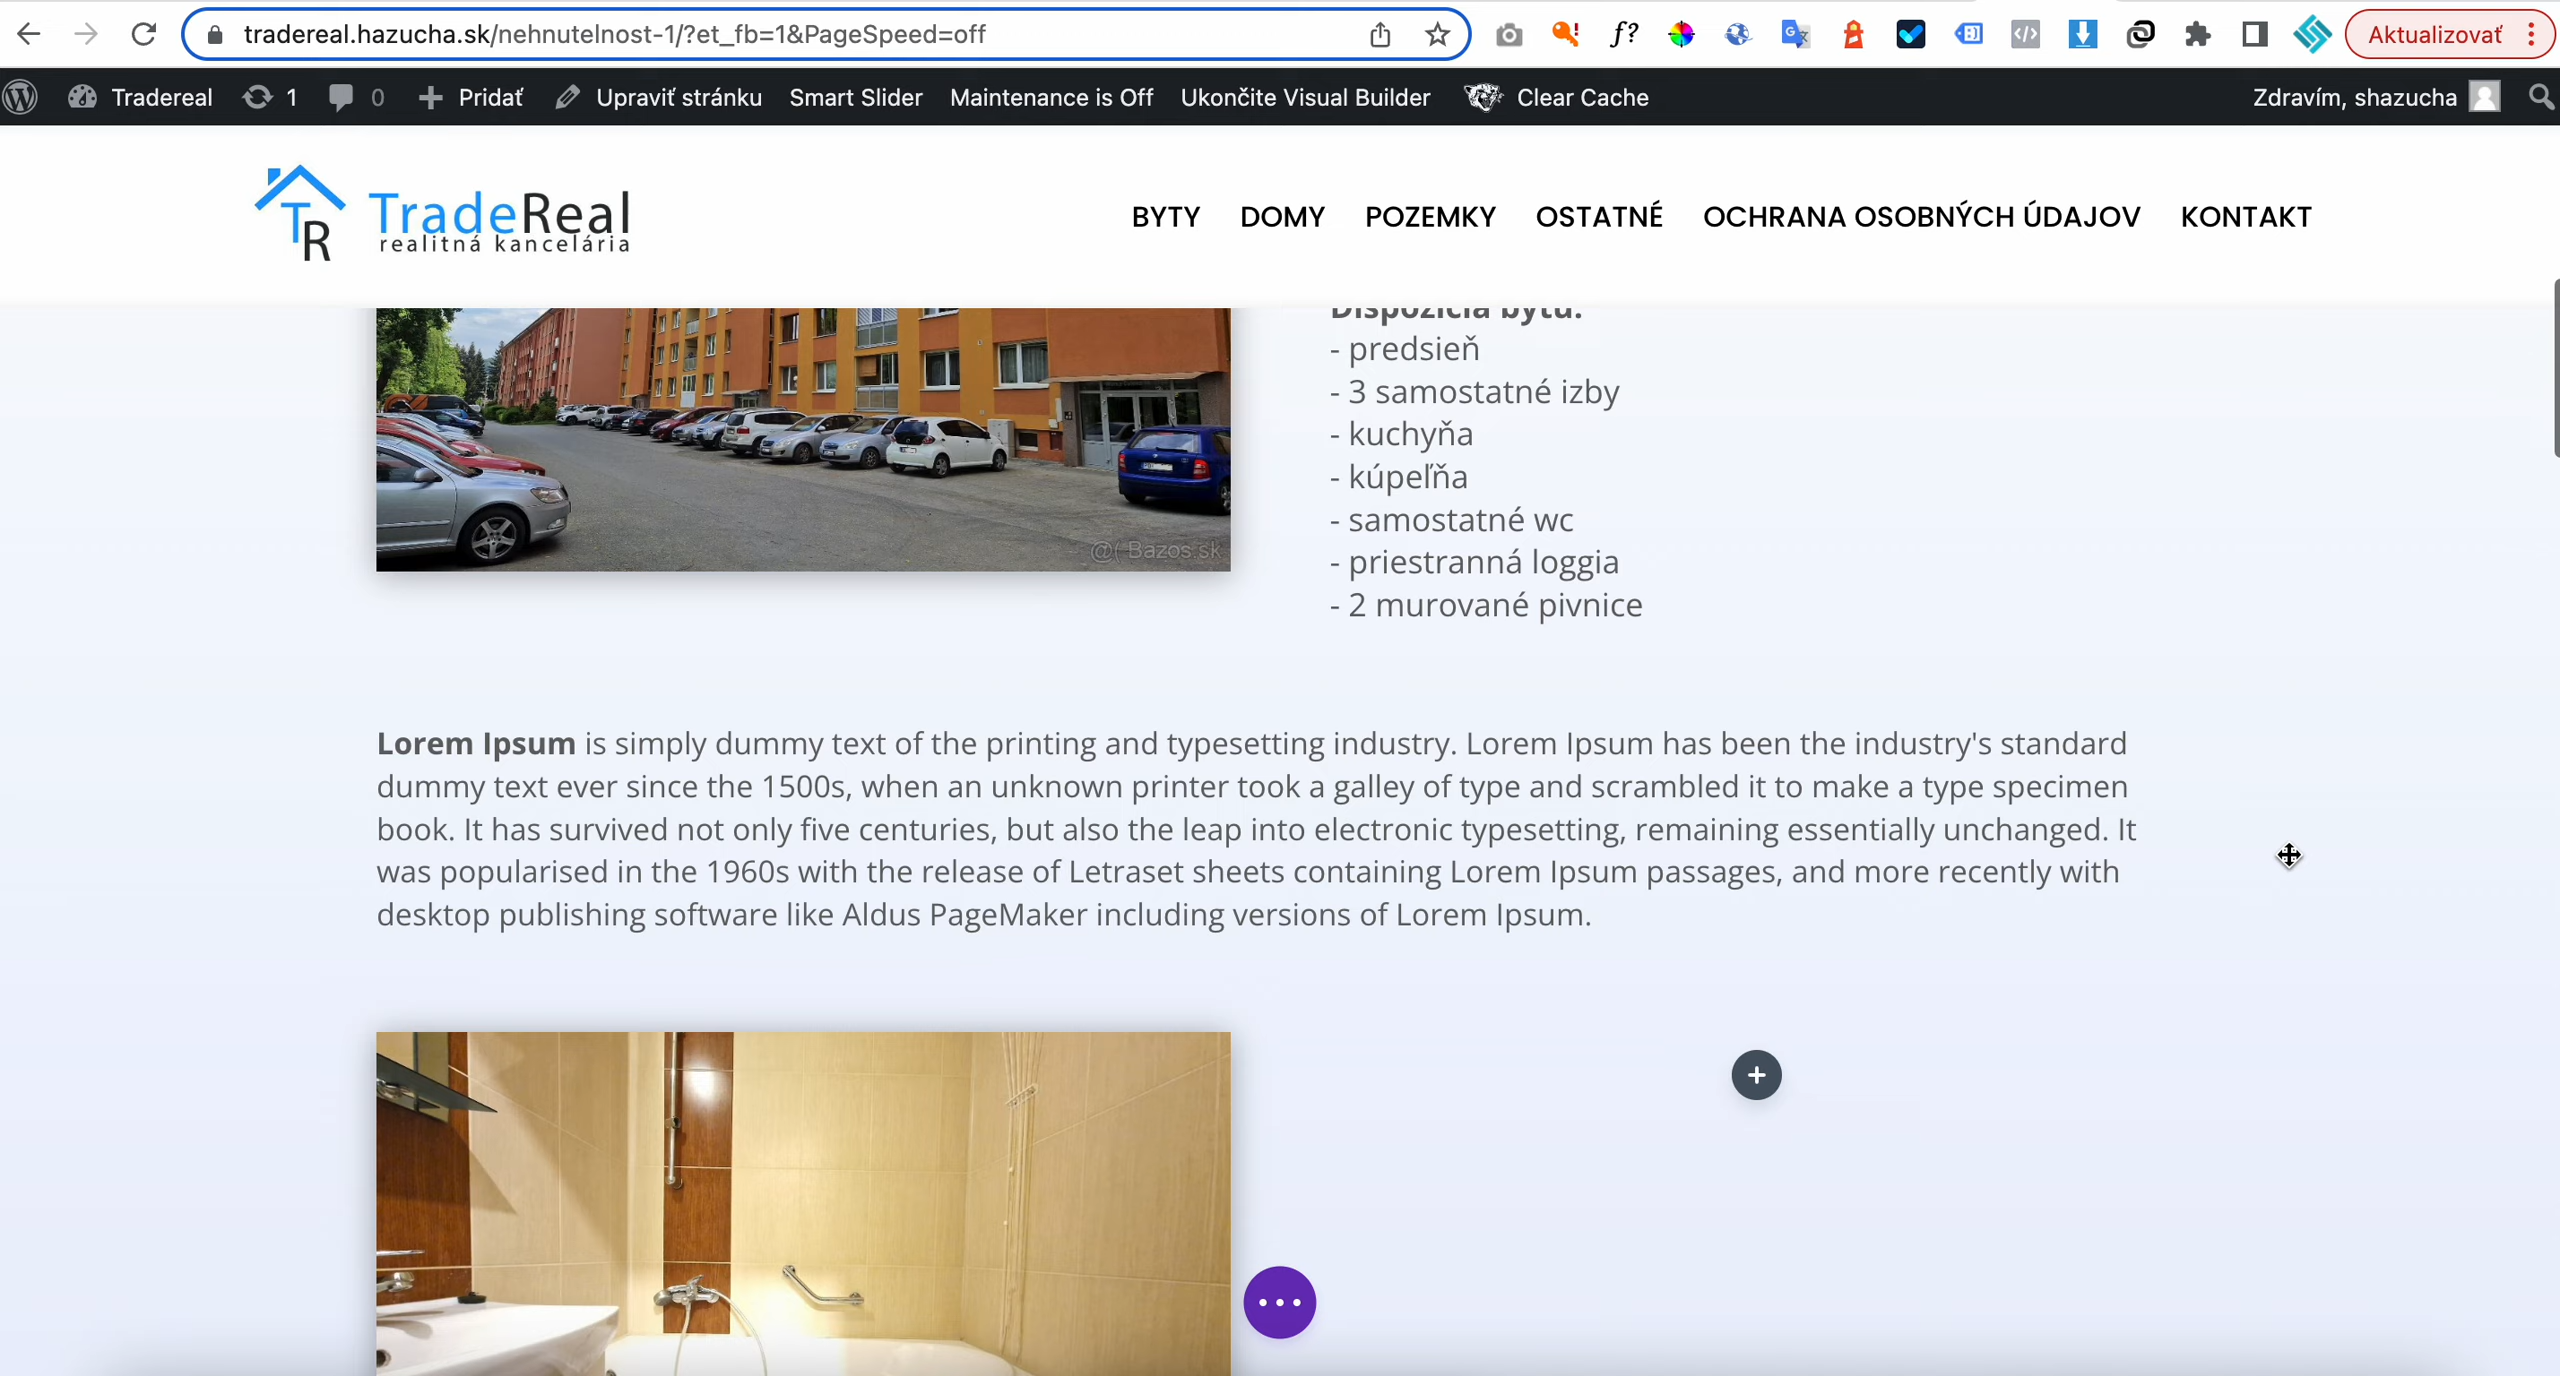 tradereal.hazucha.sk/nehnutelnost-1/?et_fb=1&PageSpeed=off
f?
Aktualizovať
Tradereal 1 0 Pridať Upraviť stránku Smart Slider Maintenance is Off Ukončite Visual Builder Clear Cache Zdravím, shazucha
TR TradeReal
realitná kancelária
BYTY DOMY POZEMKY OSTATNÉ OCHRANA OSOBNÝCH ÚDAJOV KONTAKT
Dispozícia bytu:
- predsieň
- 3 samostatné izby
- kuchyňa
- kúpeľňa
- samostatné wc
- priestranná loggia
- 2 murované pivnice
@( Bazos.sk
Lorem Ipsum is simply dummy text of the printing and typesetting industry. Lorem Ipsum has been the industry's standard
dummy text ever since the 1500s, when an unknown printer took a galley of type and scrambled it to make a type specimen
book. It has survived not only five centuries, but also the leap into electronic typesetting, remaining essentially unchanged. It
was popularised in the 1960s with the release of Letraset sheets containing Lorem Ipsum passages, and more recently with
desktop publishing software like Aldus PageMaker including versions of Lorem Ipsum.